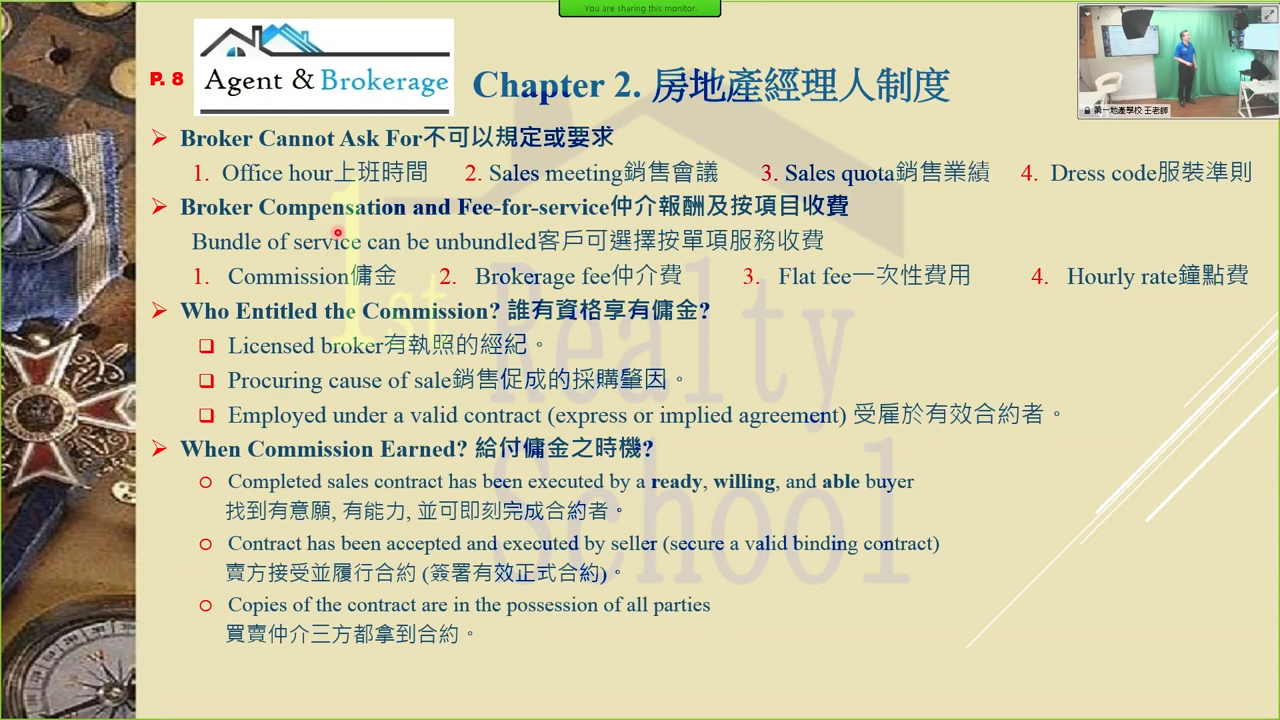 You are sharing this monitor.
P. 8
Agent & Brokerage
Chapter 2. 房地產經理人制度
第一地產學校 王老師
Broker Cannot Ask For不可以規定或要求
1. Office hour上班時間 2. Sales meeting銷售會議 3. Sales quota銷售業績 4. Dress code服裝準則
Broker Compensation and Fee-for-service仲介報酬及按項目收費
Bundle of service can be unbundled客戶可選擇按單項服務收費
1. Commission傭金 2. Brokerage fee仲介費 3. Flat fee一次性費用 4. Hourly rate鐘點費
Who Entitled the Commission? 誰有資格享有傭金?
Licensed broker有執照的經紀。
Procuring cause of sale銷售促成的採購肇因。
Employed under a valid contract (express or implied agreement) 受雇於有效合約者。
When Commission Earned? 給付傭金之時機?
Completed sales contract has been executed by a ready, willing, and able buyer
找到有意願, 有能力, 並可即刻完成合約者。
Contract has been accepted and executed by seller (secure a valid binding contract)
賣方接受並履行合約 (簽署有效正式合約)。
Copies of the contract are in the possession of all parties
買賣仲介三方都拿到合約。
1st
Realty
School